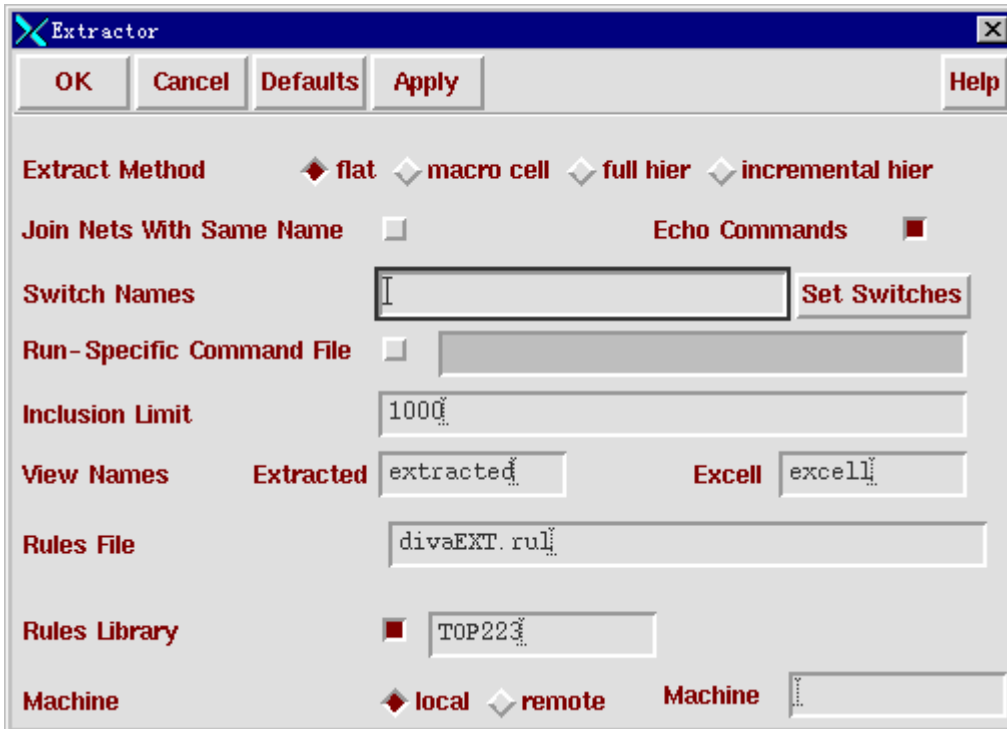 Extractor
OK Cancel Defaults Apply Help
Extract Method flat macro cell full hier incremental hier
Join Nets With Same Name Echo Commands
Switch Names Set Switches
Run-Specific Command File
Inclusion Limit 1000
View Names Extracted extracted Excell excell
Rules File divaEXT.rul
Rules Library TOP223
Machine local remote Machine